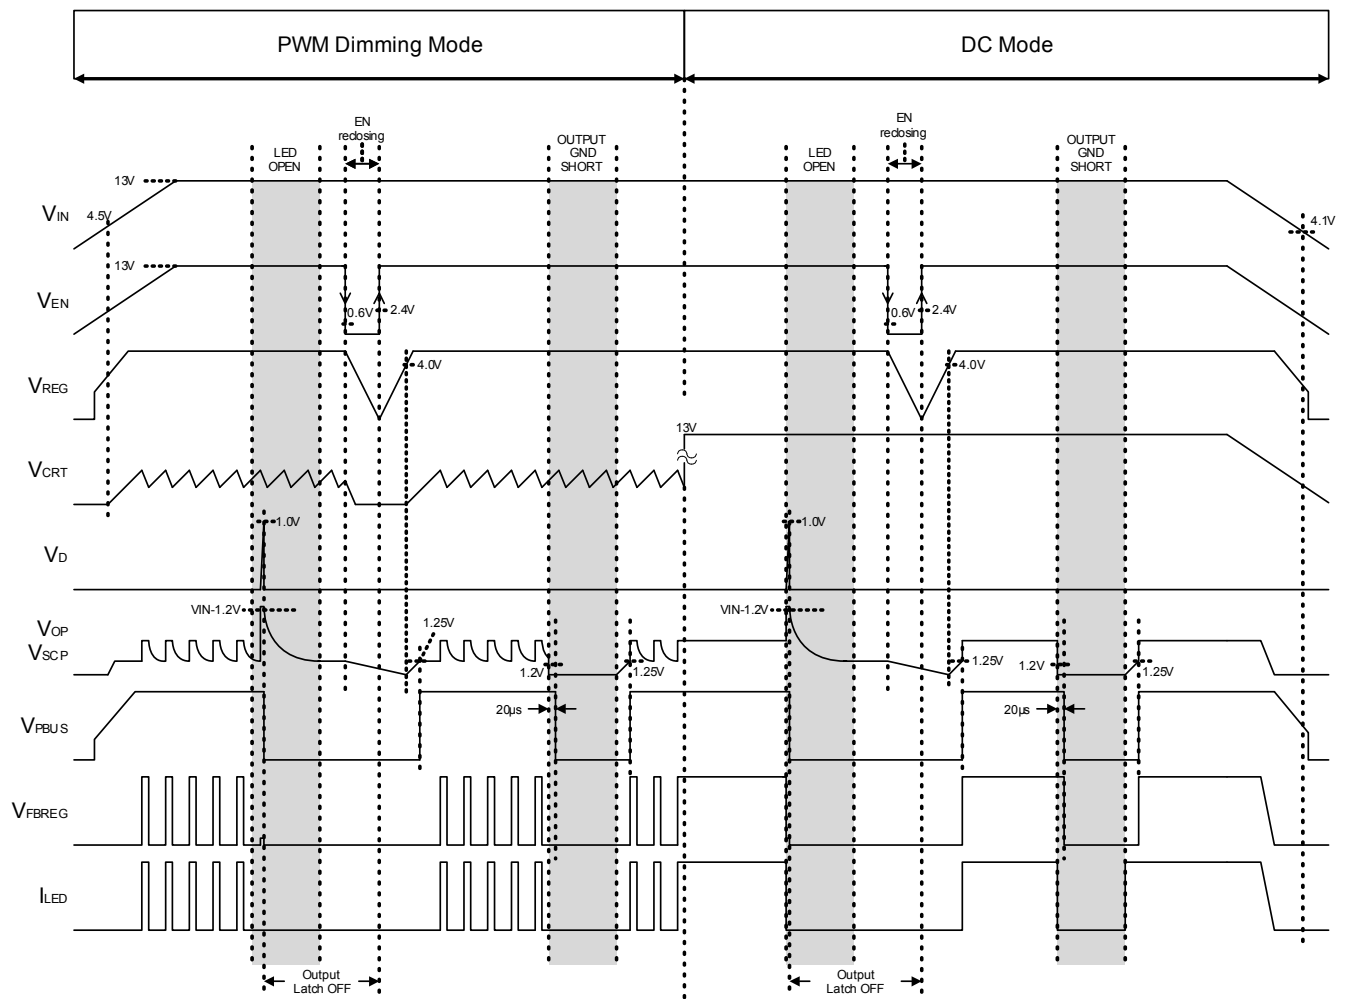 PWM Dimming Mode
DC Mode
EN
reclosing
EN
reclosing
LED
OPEN
OUTPUT
GND
SHORT
LED
OPEN
OUTPUT
GND
SHORT
13V
VIN
4.5V
4.1V
13V
VEN
0.6V
2.4V
0.6V
2.4V
VREG
4.0V
4.0V
13V
VCRT
1.0V
1.0V
VD
VIN-1.2V
VIN-1.2V
VOP
VSCP
1.25V
1.2V
1.25V
1.25V
1.2V
1.25V
VPBUS
20µs
20µs
VFBREG
ILED
Output
Latch OFF
Output
Latch OFF